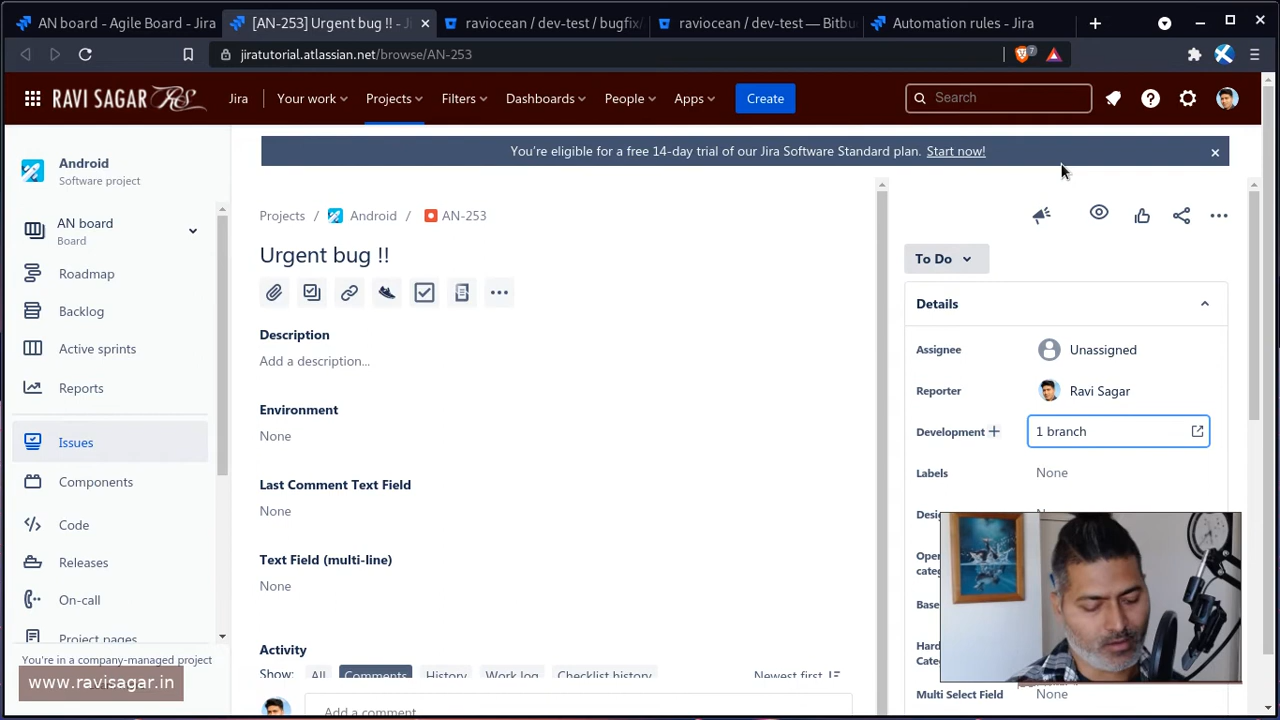 AN board - Agile Board - Jira
[AN-253] Urgent bug !! - J
raviocean / dev-test / bugfix/
raviocean / dev-test — Bitbu
Automation rules - Jira
jiratutorial.atlassian.net/browse/AN-253
7
RAVI SAGAR RS
Jira
Your work
Projects
Filters
Dashboards
People
Apps
Create
Search
You're eligible for a free 14-day trial of our Jira Software Standard plan. Start now!
Android
Software project
AN board
Board
Roadmap
Backlog
Active sprints
Reports
Issues
Components
Code
Releases
On-call
Project pages
You're in a company-managed project
www.ravisagar.in
Projects / Android / AN-253
Urgent bug !!
Description
Add a description...
Environment
None
Last Comment Text Field
None
Text Field (multi-line)
None
Activity
Show: All Comments History Work log Checklist history Newest first
Add a comment
To Do
Details
Assignee
Unassigned
Reporter
Ravi Sagar
Development
1 branch
Labels
None
Multi Select Field
None